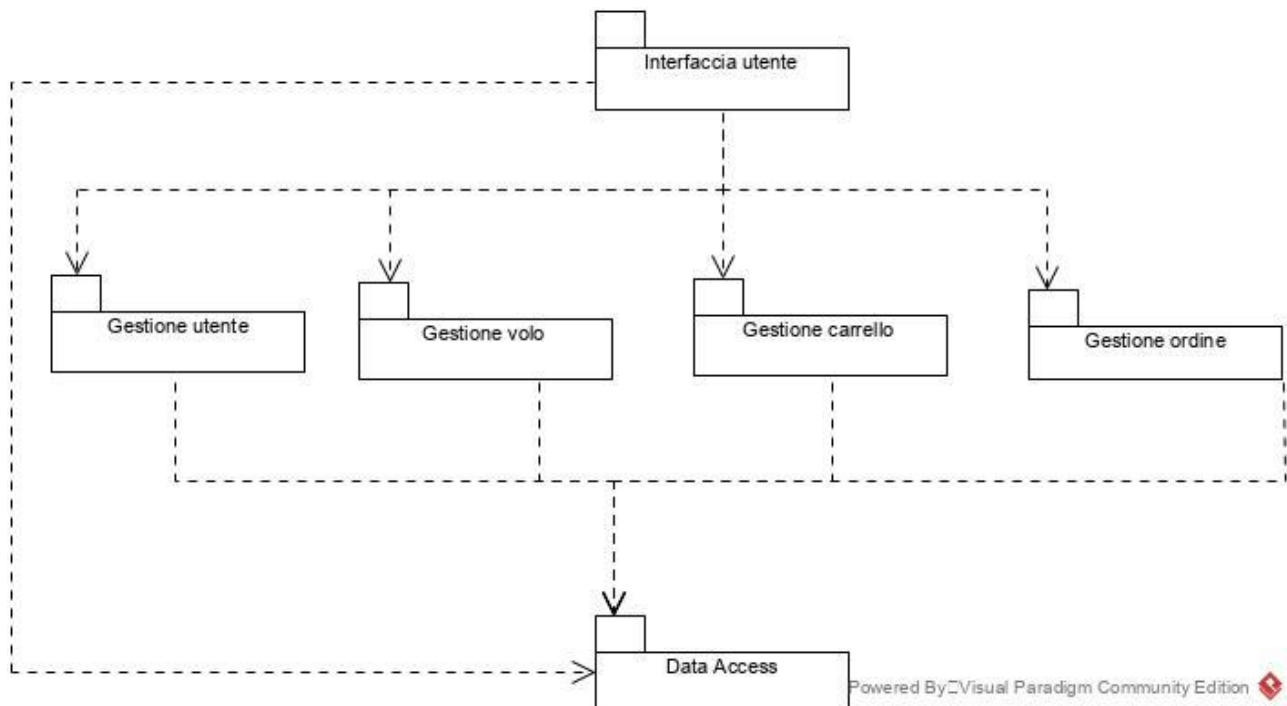 Interfaccia utente
Gestione utente
Gestione volo
Gestione carrello
Gestione ordine
Data Access
Powered By Visual Paradigm Community Edition